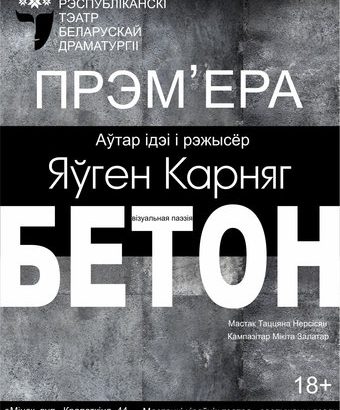 РЭСПУБЛІКАНСКІ
ТЭАТР
БЕЛАРУСКАЙ
ДРАМАТУРГІІ
ПРЭМ’ЕРА
Аўтар ідэі і рэжысёр
Яўген Карняг
БЕТОН
візуальная паэзія
Мастак Таццяна Нерсісян
Кампазітар Мікіта Залатар
18+